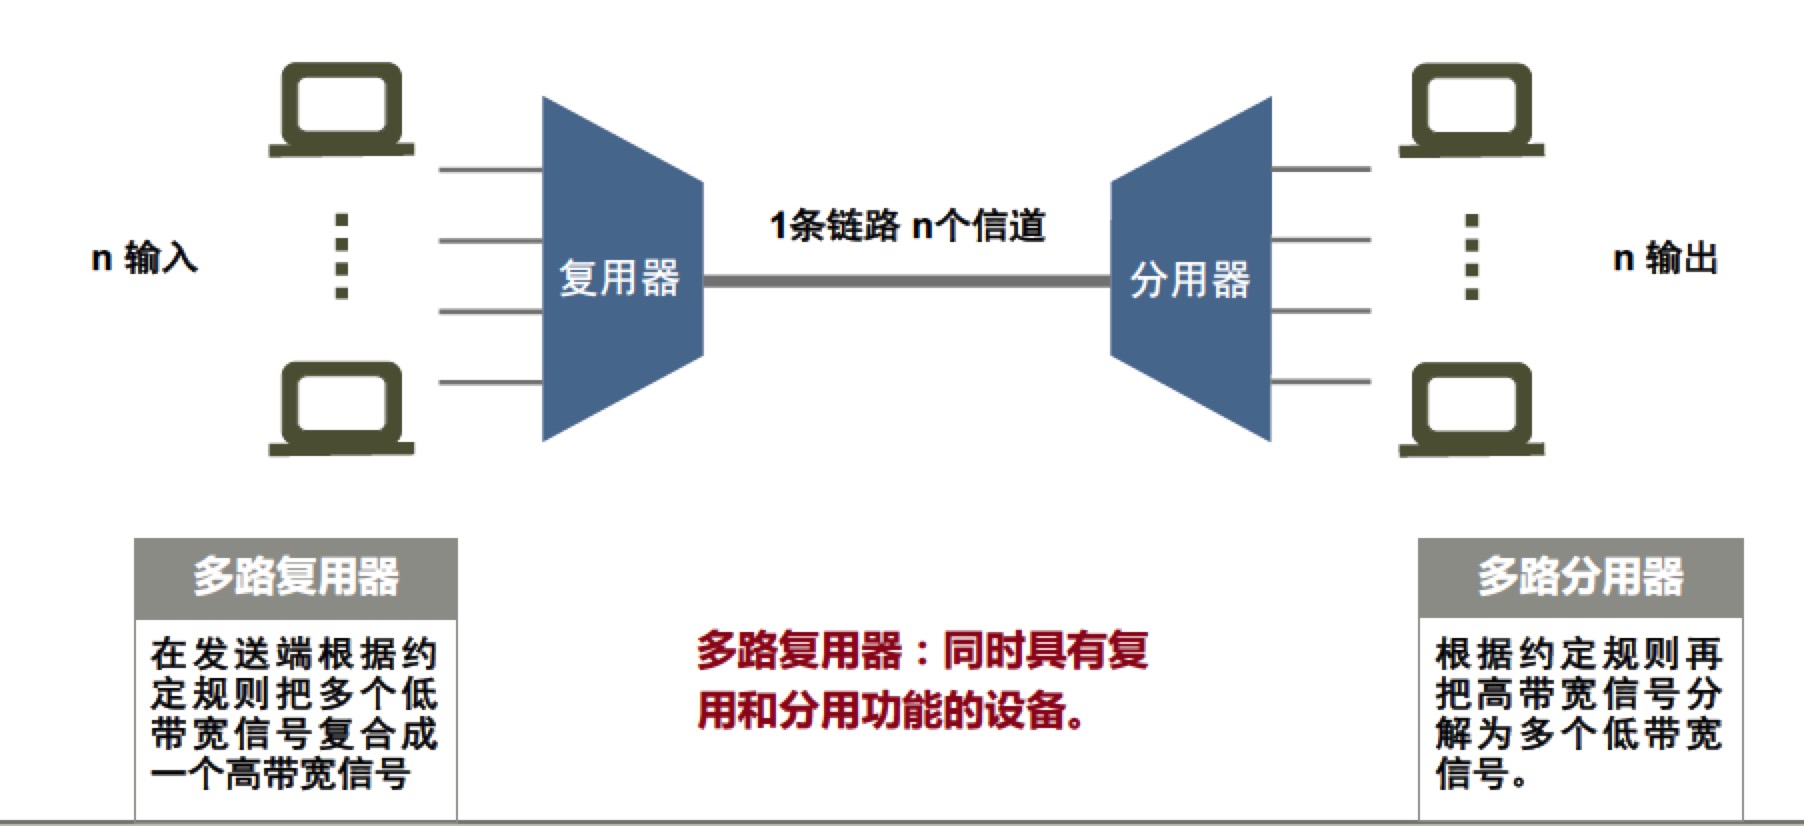 1条链路 n个信道
n 输入
复用器
分用器
n 输出
多路复用器
在发送端根据约
定规则把多个低
带宽信号复合成
一个高带宽信号
多路复用器：同时具有复
用和分用功能的设备。
多路分用器
根据约定规则再
把高带宽信号分
解为多个低带宽
信号。